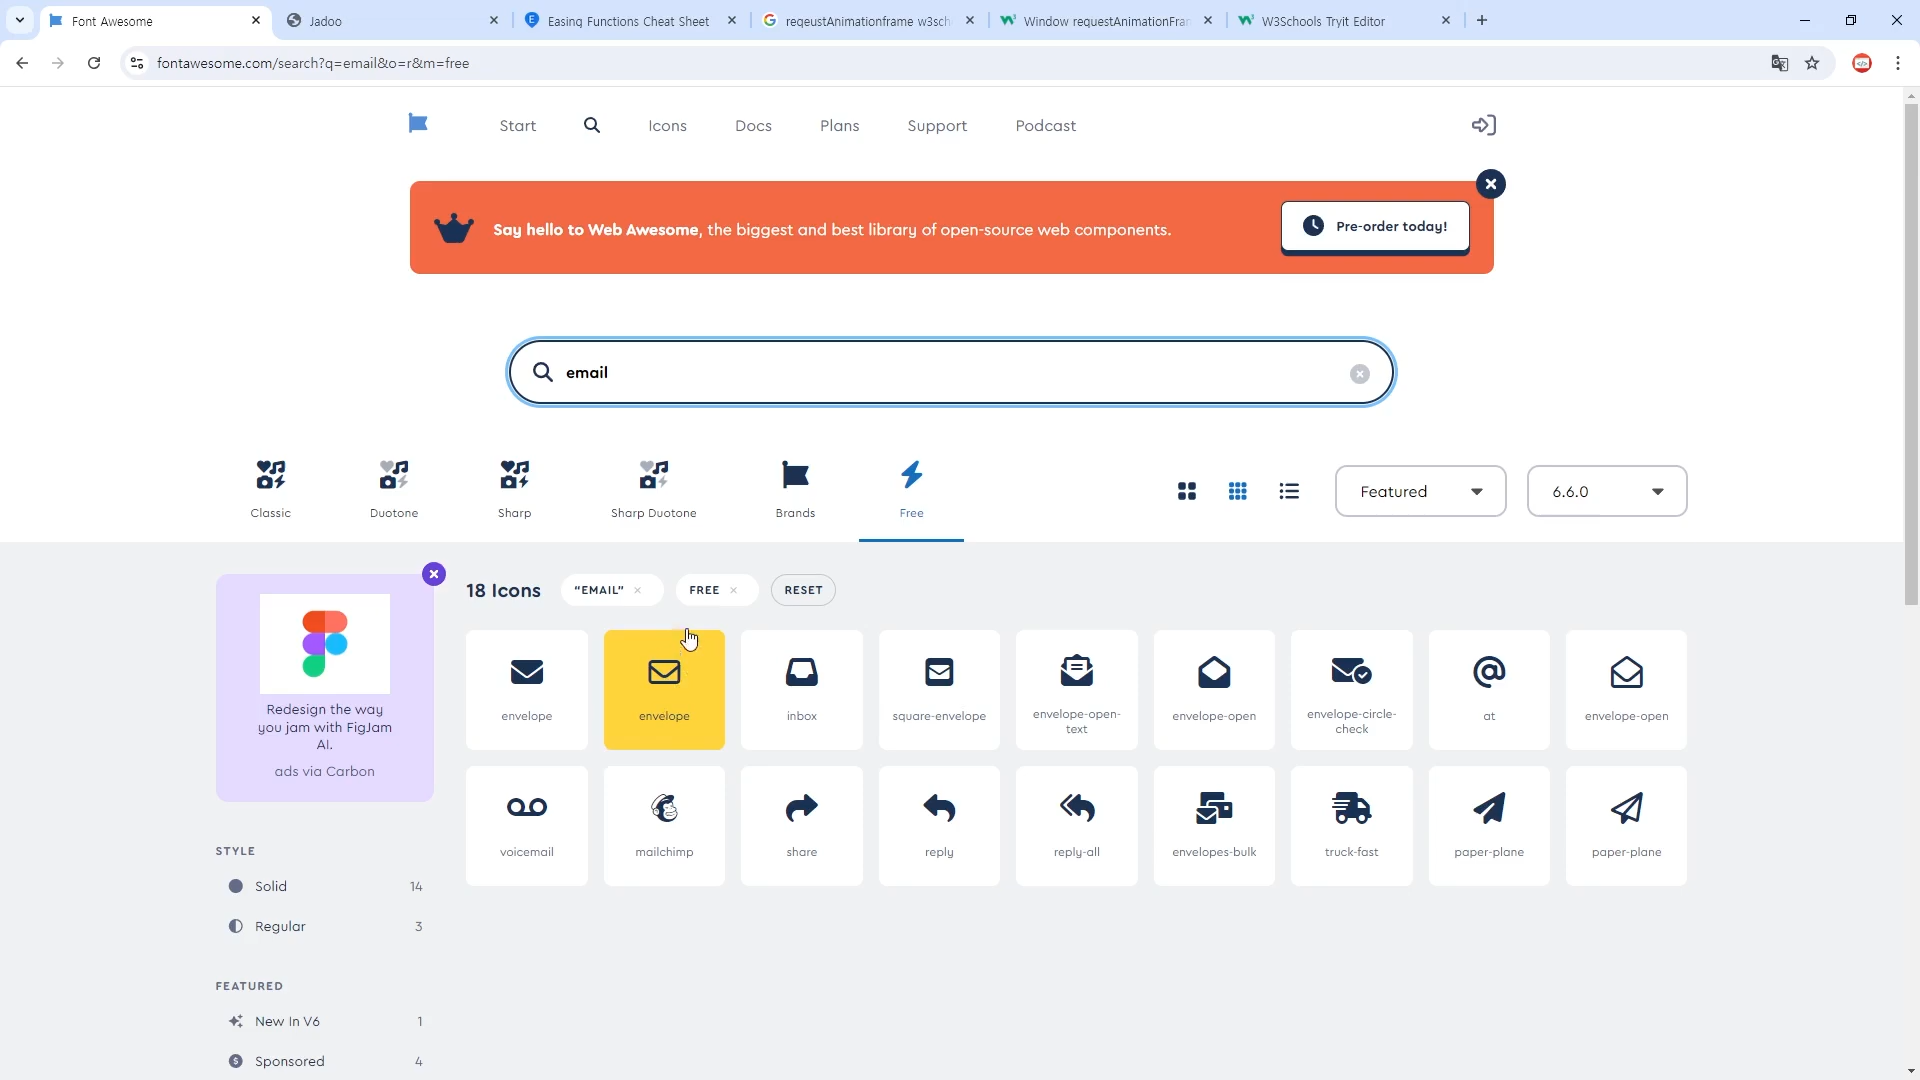 Font Awesome
Jadoo
Easing Functions Cheat Sheet
reqeustAnimationframe w3sch
Window requestAnimationFran
W3Schools Tryit Editor
fontawesome.com/search?q=email&o=r&m=free
Start
Icons
Docs
Plans
Support
Podcast
Say hello to Web Awesome, the biggest and best library of open-source web components.
Pre-order today!
email
Classic
Duotone
Sharp
Sharp Duotone
Brands
Free
Featured
6.6.0
18 Icons
“EMAIL”
FREE
RESET
Redesign the way
you jam with FigJam
AI.
ads via Carbon
envelope
envelope
inbox
square-envelope
envelope-open-
text
envelope-open
envelope-circle-
check
at
envelope-open
voicemail
mailchimp
share
reply
reply-all
envelopes-bulk
truck-fast
paper-plane
paper-plane
STYLE
Solid 14
Regular 3
FEATURED
New In V6 1
Sponsored 4